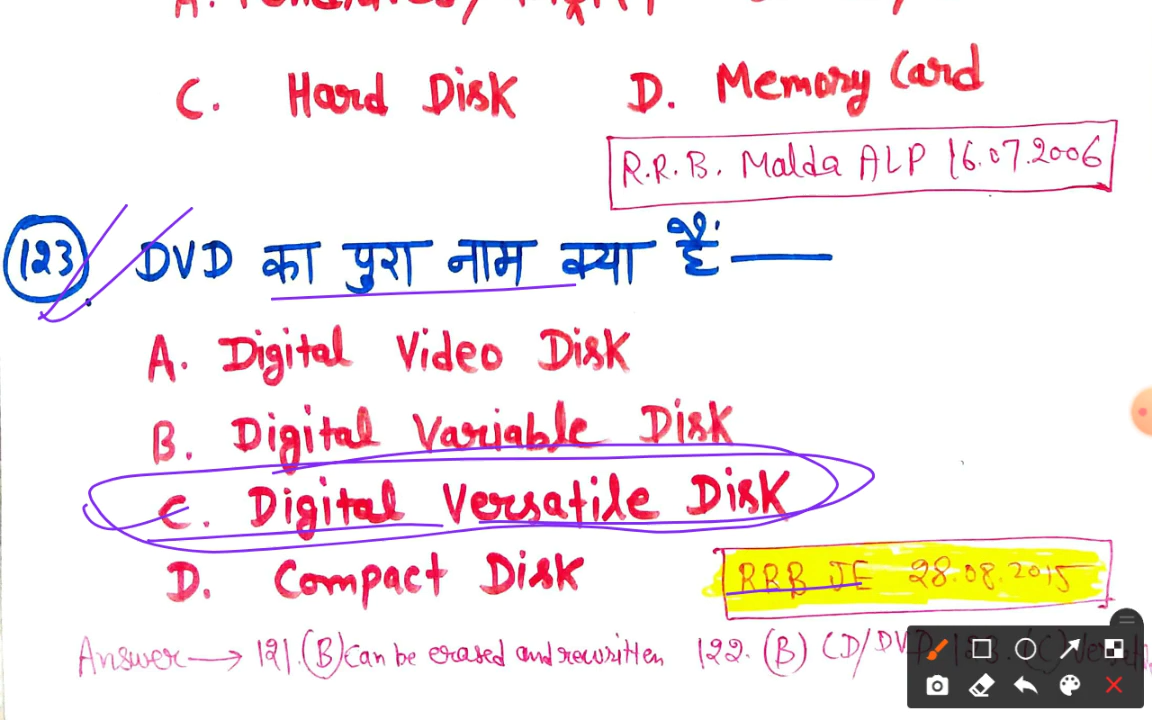 C. Hard Disk D. Memory Card
R.R.B. Malda ALP 16.07.2006
123 DVD का पुरा नाम क्या हैं —
A. Digital Video Disk
B. Digital Variable Disk
C. Digital Versatile Disk
D. Compact Disk
RRB JE 28.08.2015
Answer → 121.(B) Can be erased and rewritten 122. (B) CD/DVD